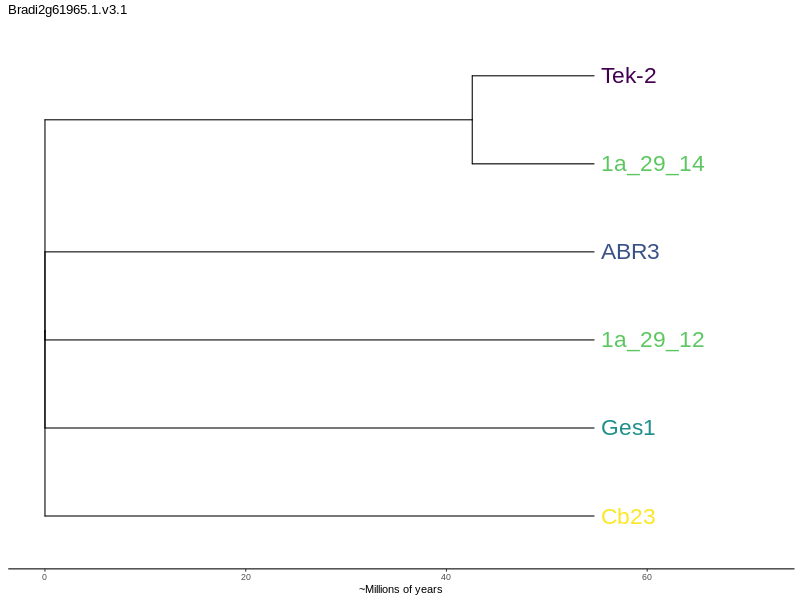 Bradi2g61965.1.v3.1
Tek-2
1a_29_14
ABR3
1a_29_12
Ges1
Cb23
0 20 40 60
~Millions of years